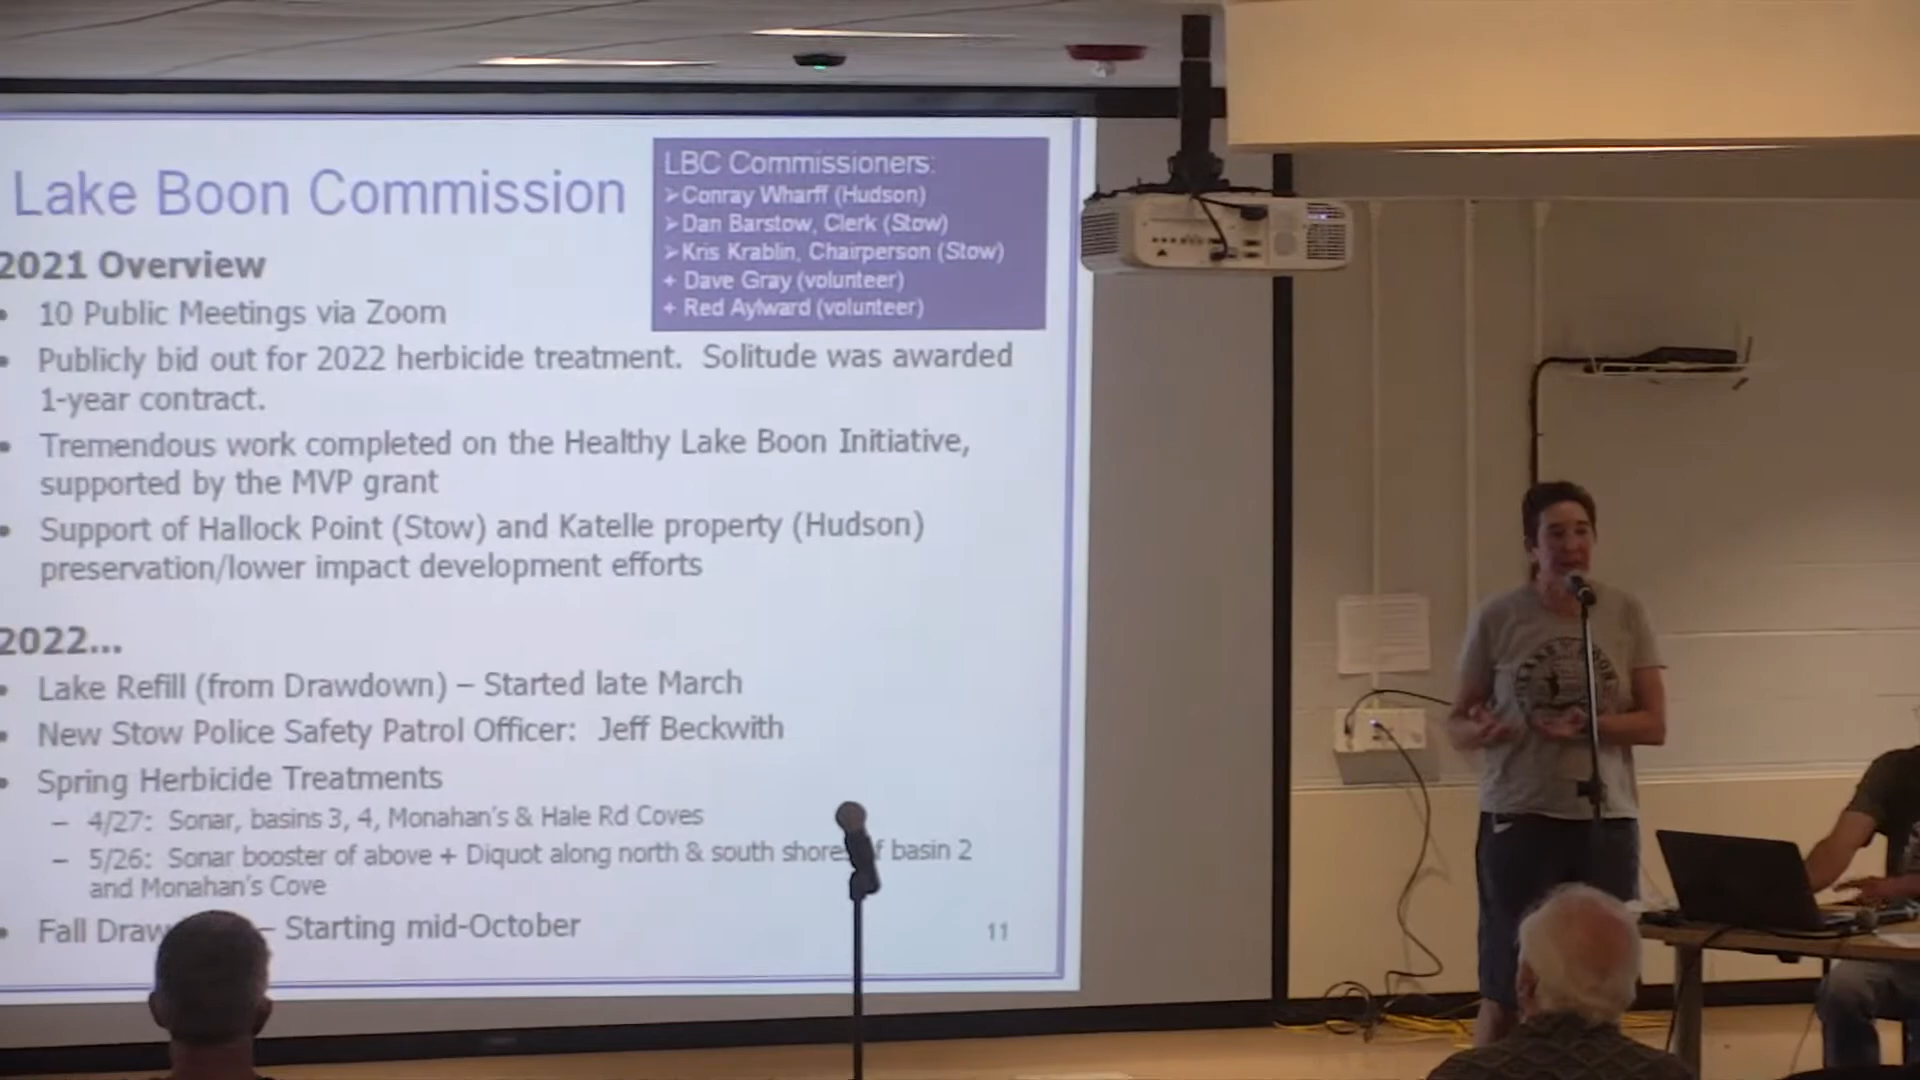 Lake Boon Commission
LBC Commissioners:
➢Conray Wharff (Hudson)
➢Dan Barstow, Clerk (Stow)
➢Kris Krablin, Chairperson (Stow)
+ Dave Gray (volunteer)
+ Red Aylward (volunteer)
2021 Overview
• 10 Public Meetings via Zoom
• Publicly bid out for 2022 herbicide treatment. Solitude was awarded
1-year contract.
• Tremendous work completed on the Healthy Lake Boon Initiative,
supported by the MVP grant
• Support of Hallock Point (Stow) and Katelle property (Hudson)
preservation/lower impact development efforts
2022...
• Lake Refill (from Drawdown) – Started late March
• New Stow Police Safety Patrol Officer: Jeff Beckwith
• Spring Herbicide Treatments
– 4/27: Sonar, basins 3, 4, Monahan's & Hale Rd Coves
– 5/26: Sonar booster of above + Diquot along north & south shores f basin 2
and Monahan's Cove
• Fall Draw – Starting mid-October
11
LAKE BOON